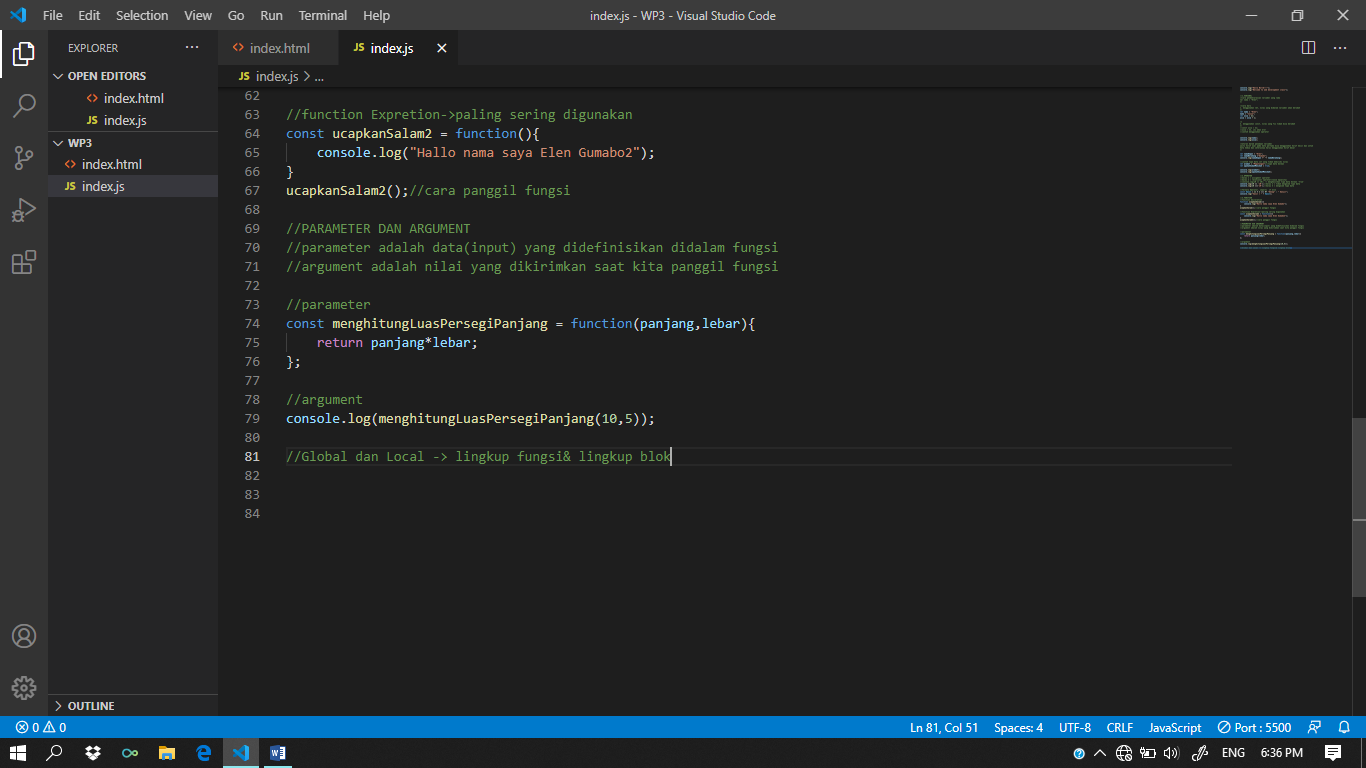 File Edit Selection View Go Run Terminal Help
index.js - WP3 - Visual Studio Code
EXPLORER
OPEN EDITORS
index.html
JS index.js
WP3
index.html
JS index.js
OUTLINE
index.html
JS index.js
JS index.js > ...
62
63 //function Expretion->paling sering digunakan
64 const ucapkanSalam2 = function(){
65 console.log("Hallo nama saya Elen Gumabo2");
66 }
67 ucapkanSalam2();//cara panggil fungsi
68
69 //PARAMETER DAN ARGUMENT
70 //parameter adalah data(input) yang didefinisikan didalam fungsi
71 //argument adalah nilai yang dikirimkan saat kita panggil fungsi
72
73 //parameter
74 const menghitungLuasPersegiPanjang = function(panjang,lebar){
75 return panjang*lebar;
76 };
77
78 //argument
79 console.log(menghitungLuasPersegiPanjang(10,5));
80
81 //Global dan Local -> lingkup fungsi& lingkup blok
82
83
84
0 0
Ln 81, Col 51 Spaces: 4 UTF-8 CRLF JavaScript Port : 5500
ENG 6:36 PM